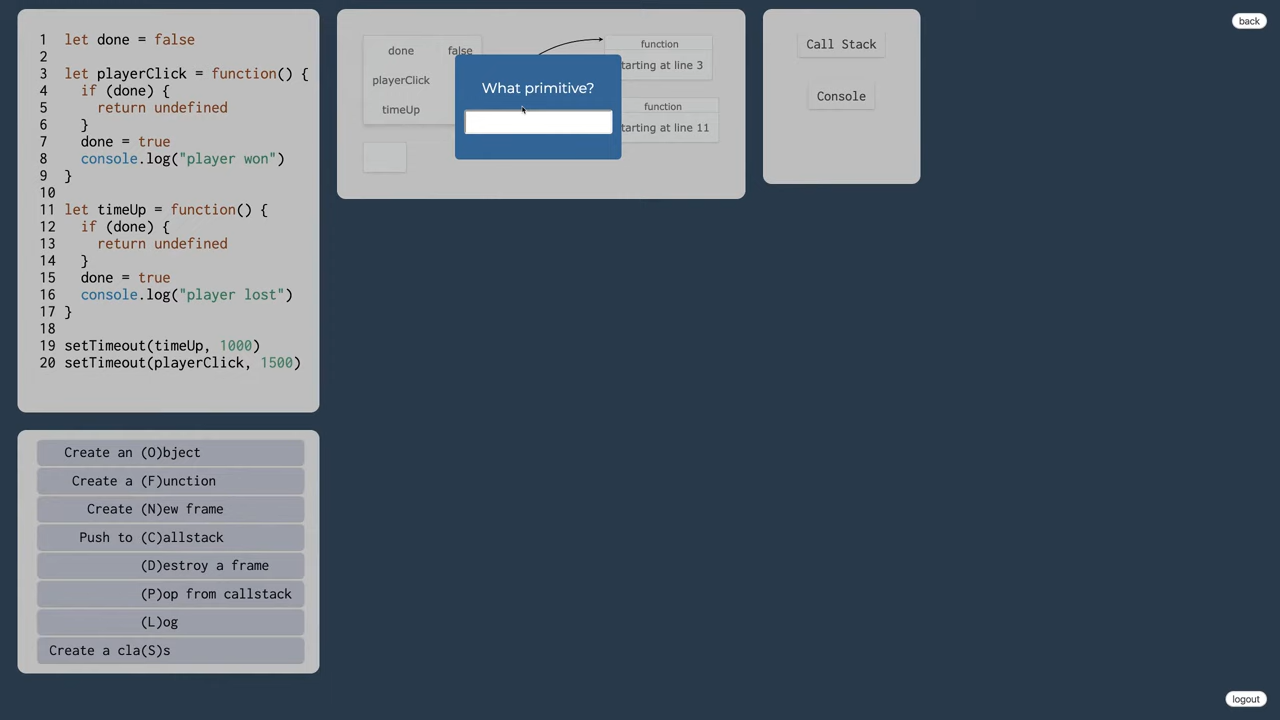 back
1 let done = false
2
3 let playerClick = function() {
4   if (done) {
5     return undefined
6   }
7   done = true
8   console.log("player won")
9 }
10
11 let timeUp = function() {
12   if (done) {
13     return undefined
14   }
15   done = true
16   console.log("player lost")
17 }
18
19 setTimeout(timeUp, 1000)
20 setTimeout(playerClick, 1500)
done false
playerClick
timeUp
function
tarting at line 3
function
tarting at line 11
What primitive?
Call Stack
Console
Create an (O)bject
Create a (F)unction
Create (N)ew frame
Push to (C)allstack
(D)estroy a frame
(P)op from callstack
(L)og
Create a cla(S)s
logout